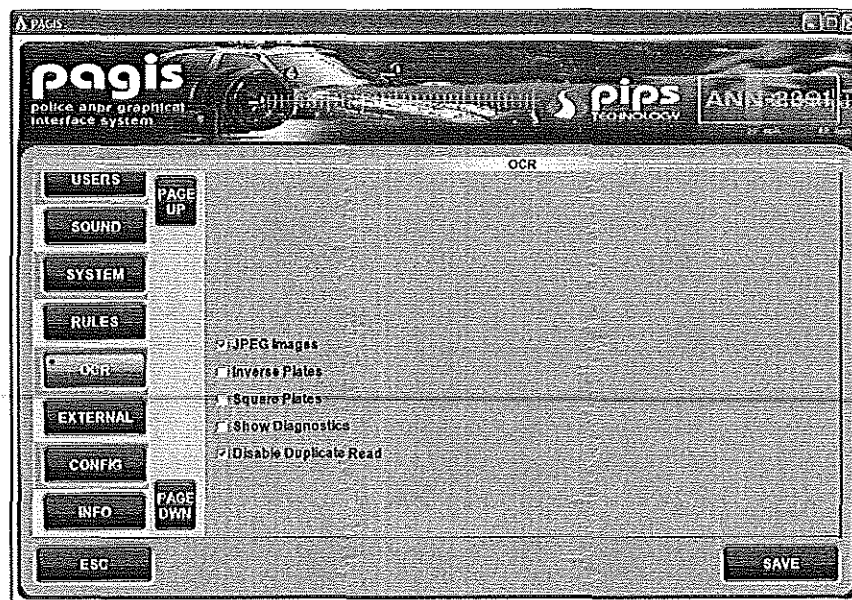 PAGIS
pagis
police anpr graphical
interface system
pips
TECHNOLOGY
OCR
USERS
PAGE
UP
SOUND
SYSTEM
RULES
OCR
EXTERNAL
CONFIG
INFO
PAGE
DWN
JPEG Images
Inverse Plates
Square Plates
Show Diagnostics
Disable Duplicate Read
ESC
SAVE